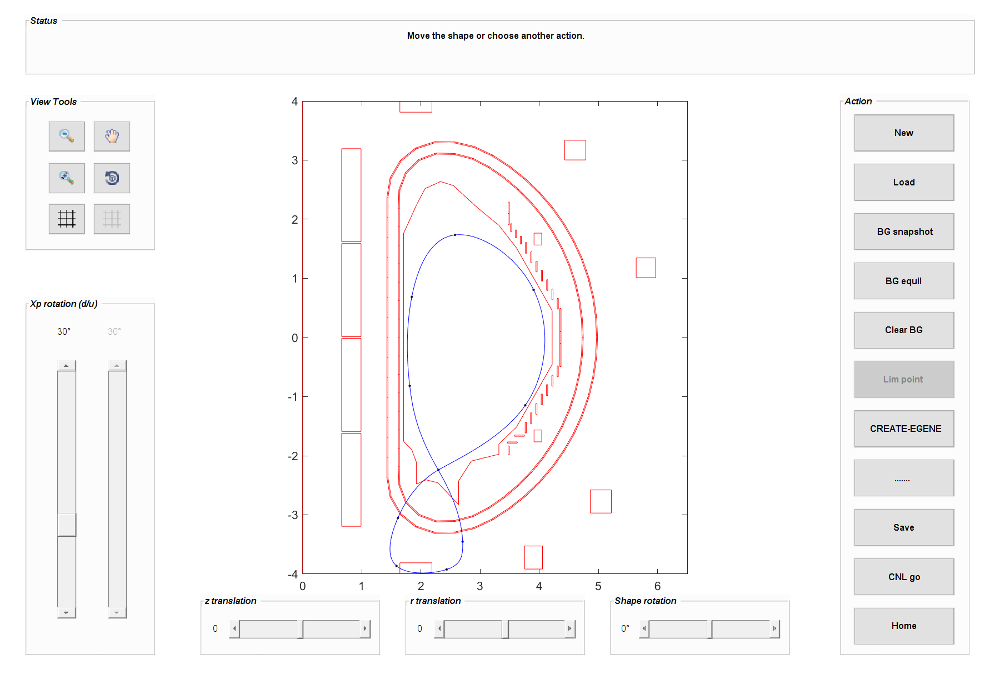 Status
Move the shape or choose another action.
View Tools
Action
New
Load
BG snapshot
BG equil
Clear BG
Lim point
CREATE-EGENE
.......
Save
CNL go
Home
Xp rotation (d/u)
30° 30°
4
3
2
1
0
-1
-2
-3
-4
0 1 2 3 4 5 6
z translation
0
r translation
0
Shape rotation
0°